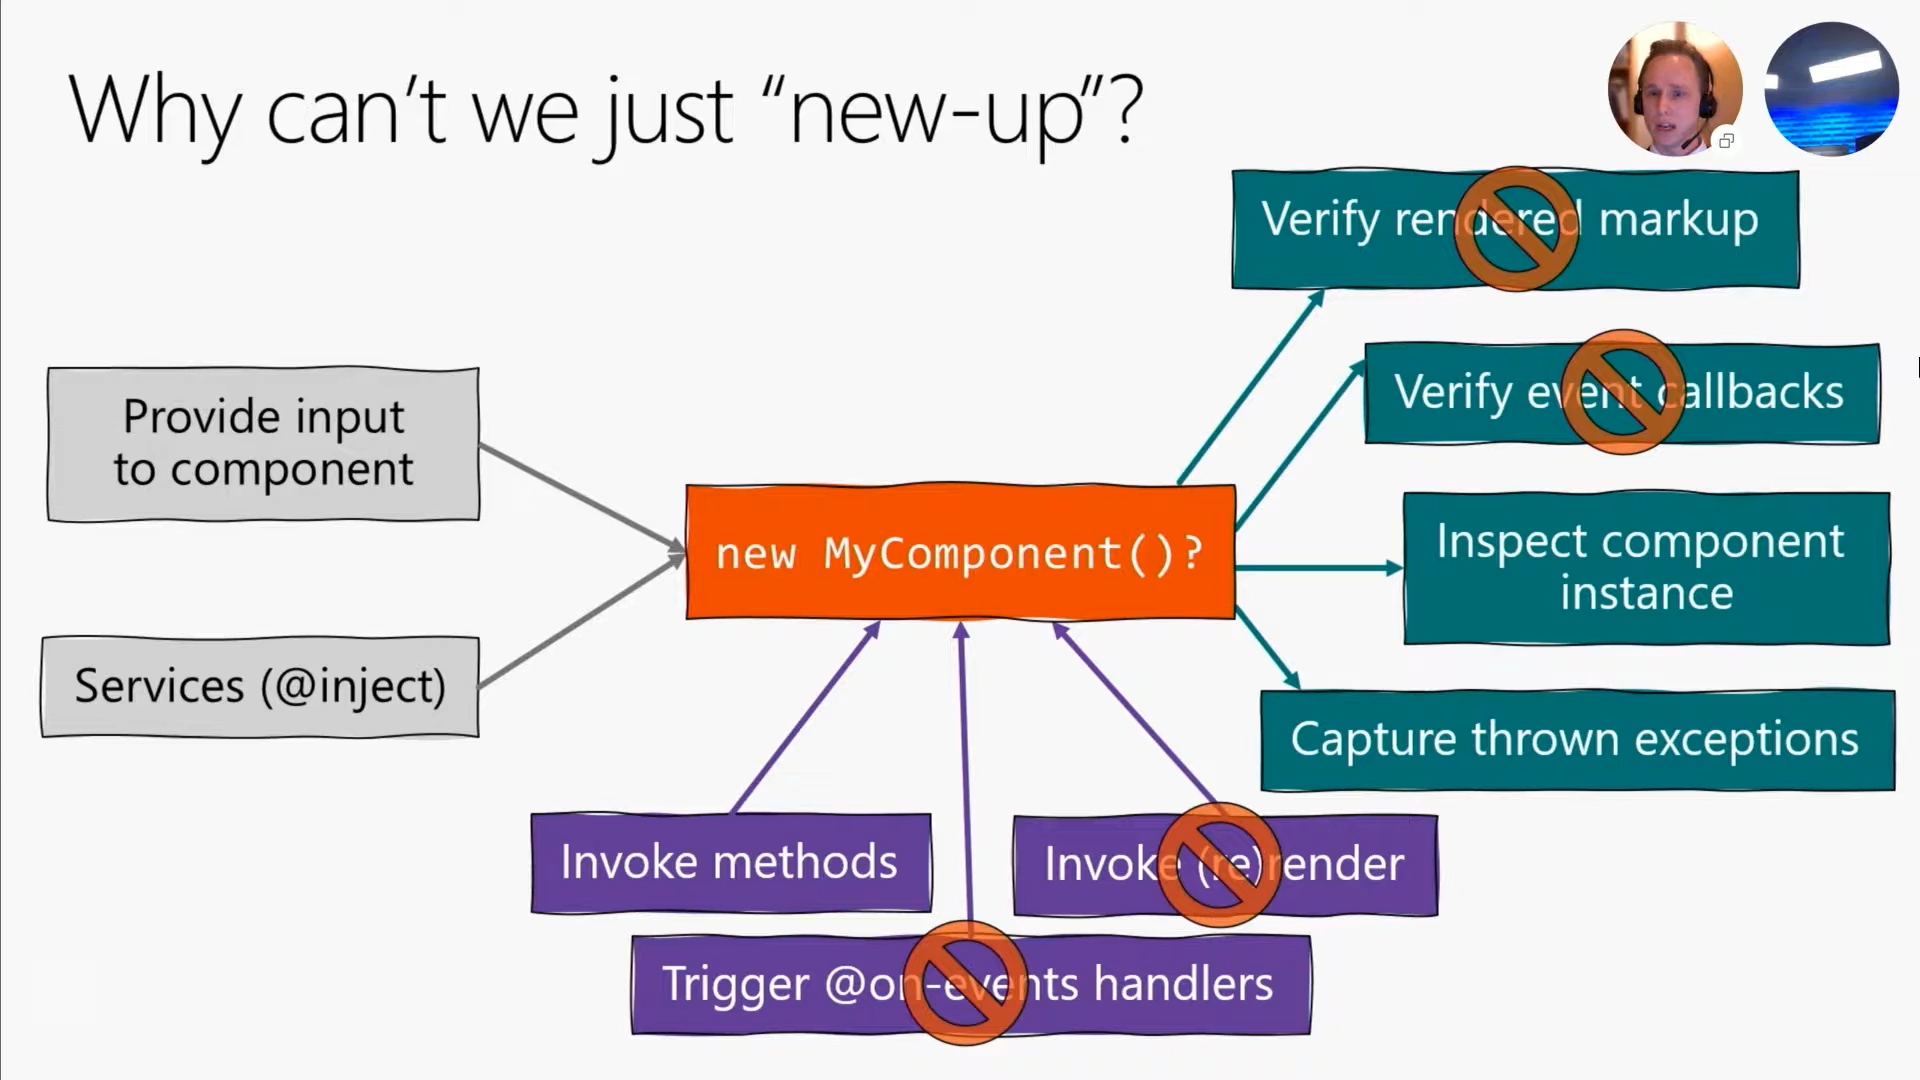 Why can’t we just “new-up”?
Verify rendered markup
Verify event callbacks
Provide input
to component
new MyComponent()?
Inspect component
instance
Services (@inject)
Capture thrown exceptions
Invoke methods
Invoke (re)render
Trigger @on-events handlers